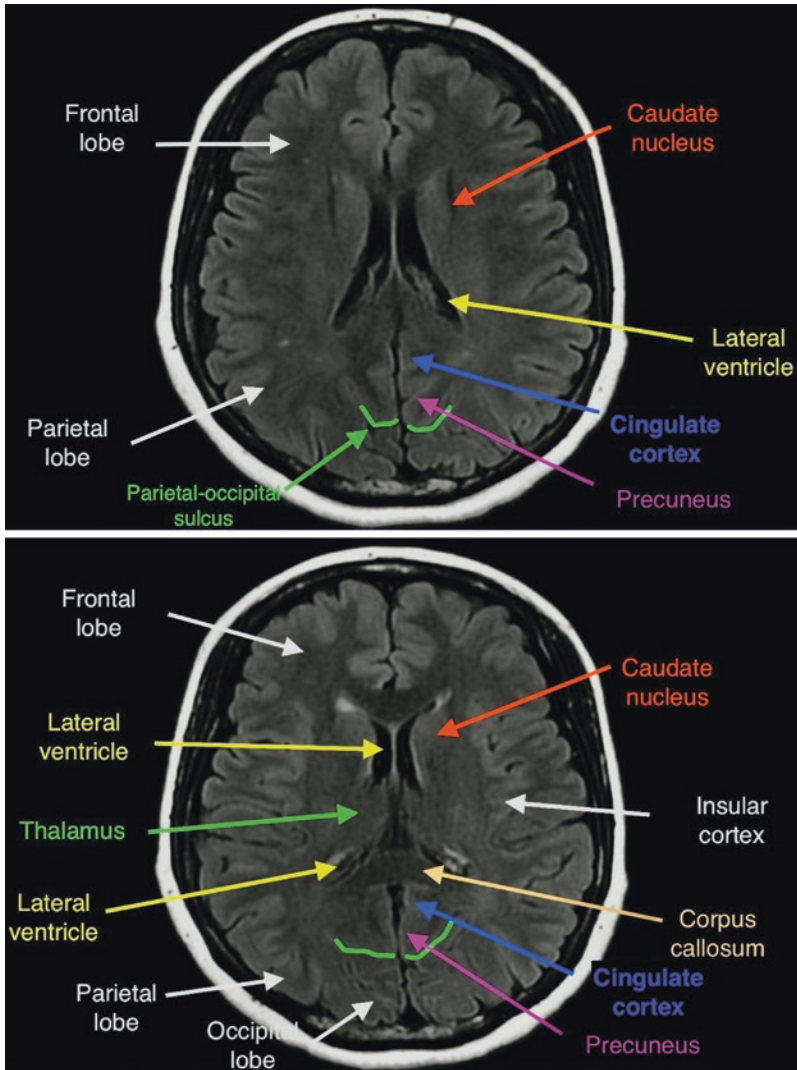 Frontal
lobe
Caudate
nucleus
Lateral
ventricle
Parietal
lobe
Cingulate
cortex
Parietal-occipital
sulcus
Precuneus
Frontal
lobe
Caudate
nucleus
Lateral
ventricle
Insular
cortex
Thalamus
Lateral
ventricle
Corpus
callosum
Cingulate
cortex
Parietal
lobe
Occipital
lobe
Precuneus